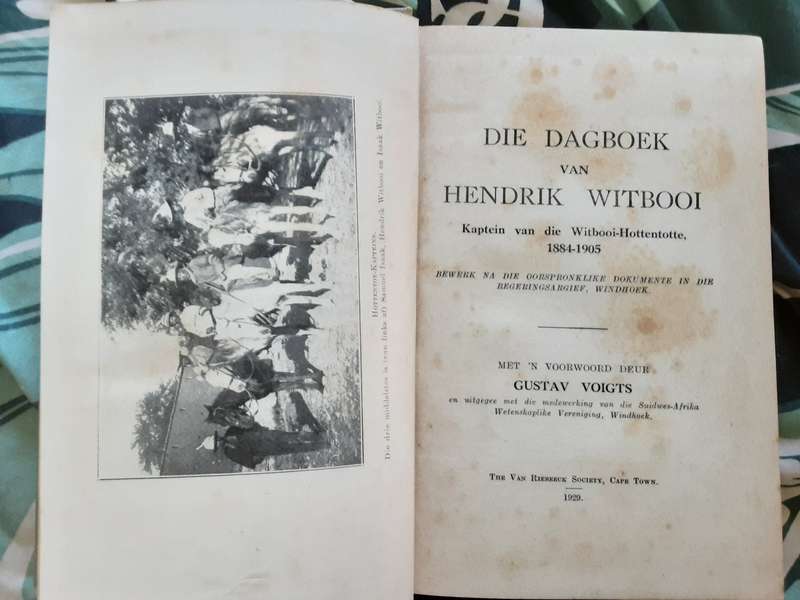 HOTTENTOT-KAPTEINS.
Die drie middelstes is (van links af) Samuel Isaak, Hendrik Witbooi en Isaak Witbooi.
DIE DAGBOEK
VAN
HENDRIK WITBOOI
Kaptein van die Witbooi-Hottentotte,
1884-1905
BEWERK NA DIE OORSPRONKLIKE DOKUMENTE IN DIE
REGERINGSARGIEF, WINDHOEK.
MET 'N VOORWOORD DEUR
GUSTAV VOIGTS
en uitgegee met die medewerking van die Suidwes-Afrika
Wetenskaplike Vereniging, Windhoek.
THE VAN RIEBEECK SOCIETY, CAPE TOWN.
1929.